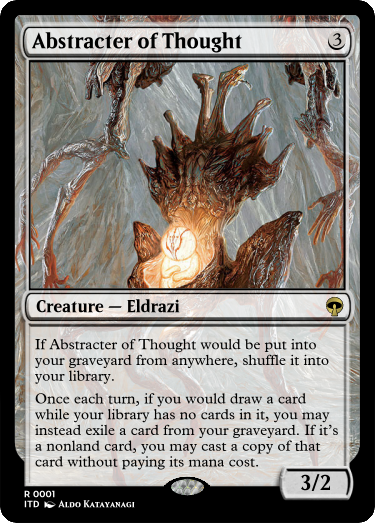 Abstracter of Thought 3
Creature — Eldrazi
If Abstracter of Thought would be put into
your graveyard from anywhere, shuffle it into
your library.
Once each turn, if you would draw a card
while your library has no cards in it, you may
instead exile a card from your graveyard. If it's
a nonland card, you may cast a copy of that
card without paying its mana cost.
3/2
R 0001
ITD Aldo Katayanagi